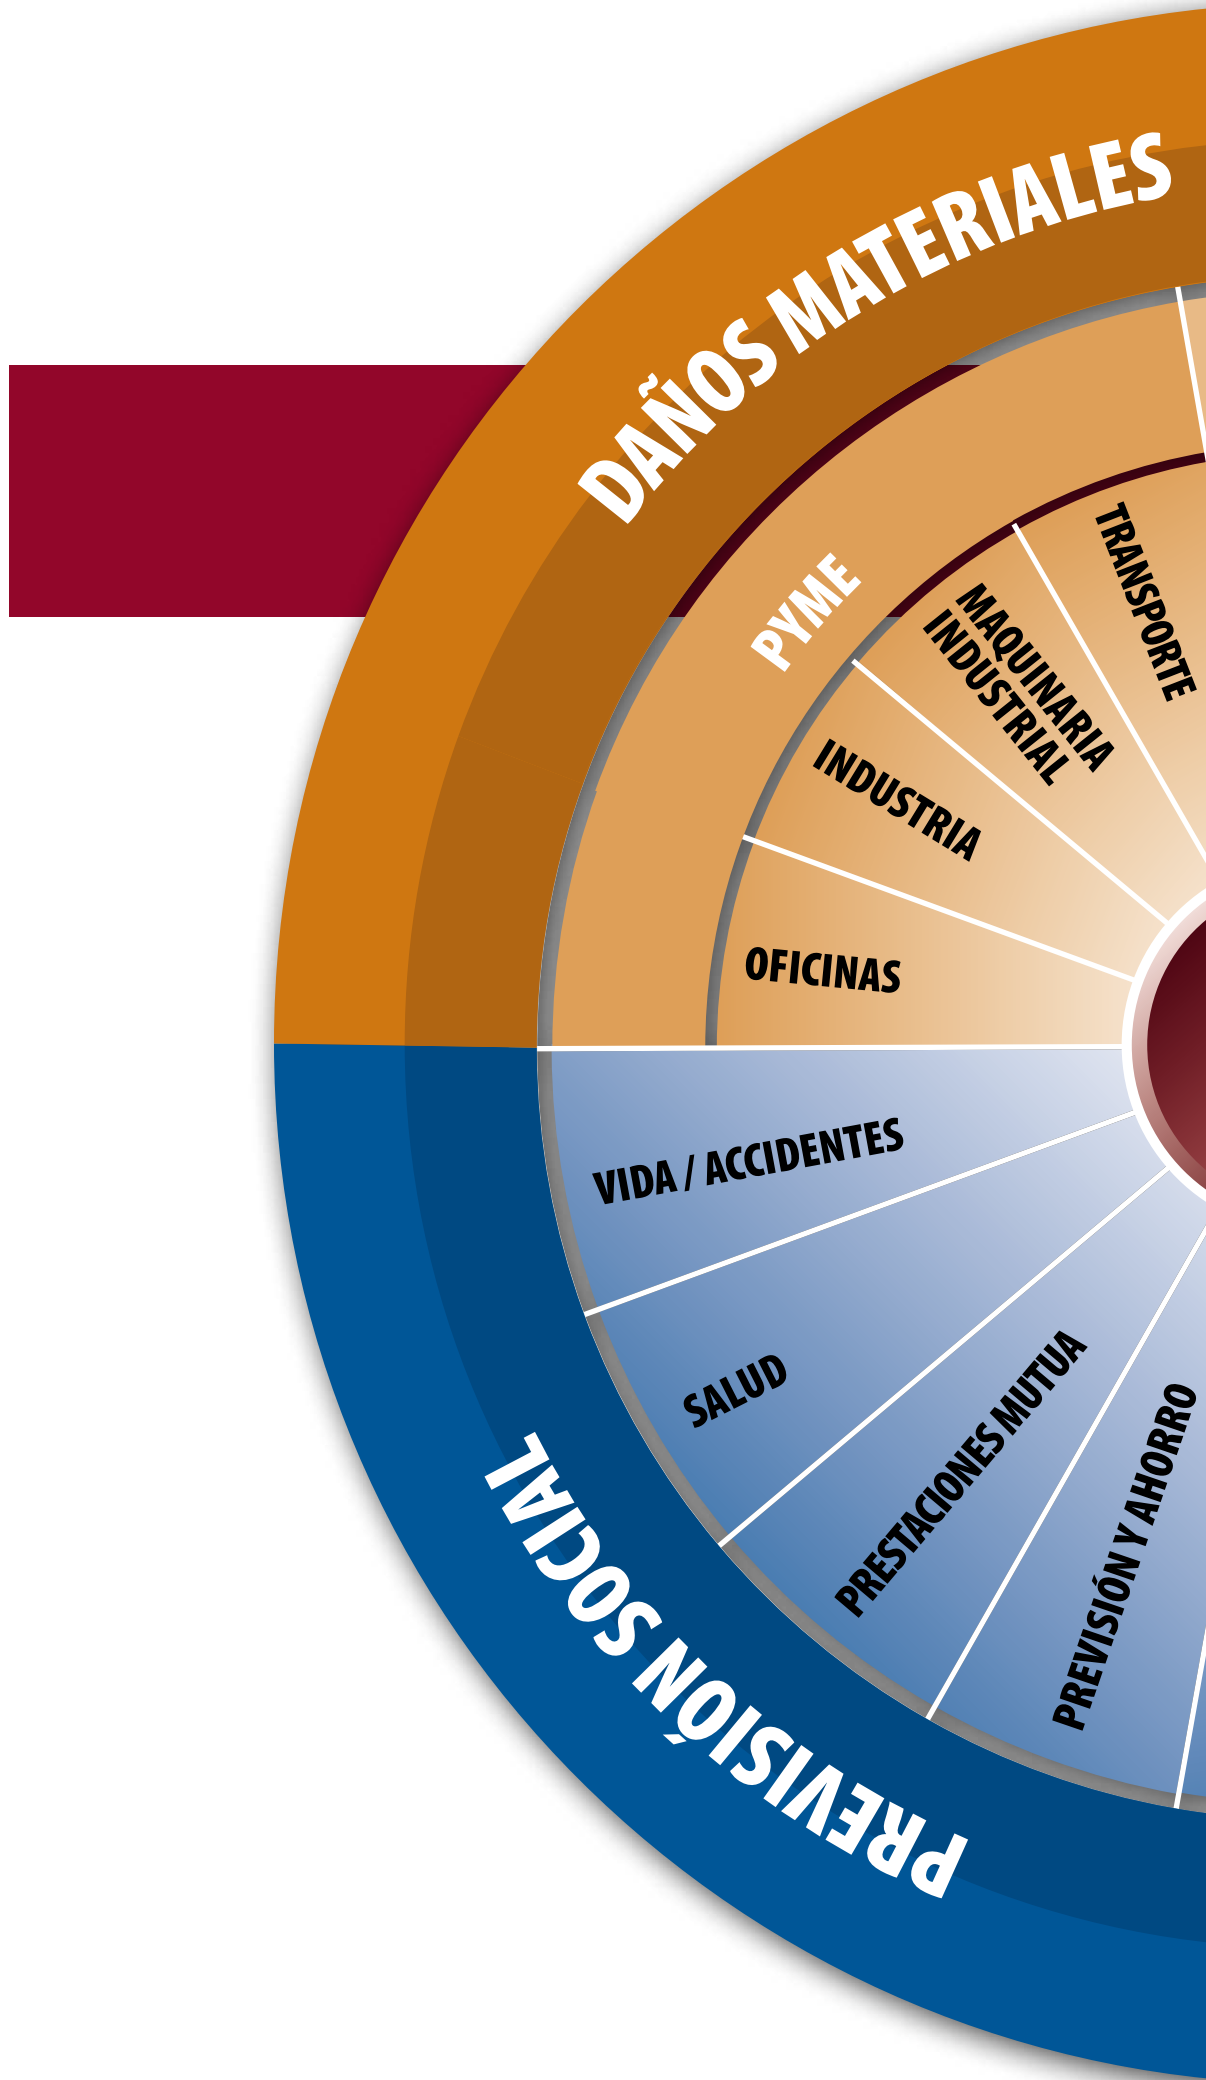 DAÑOS MATERIALES
PYME
TRANSPORTE
MAQUINARIA
INDUSTRIAL
INDUSTRIA
OFICINAS
VIDA / ACCIDENTES
SALUD
PRESTACIONES MUTUA
PREVISIÓN Y AHORRO
PREVISIÓN SOCIAL